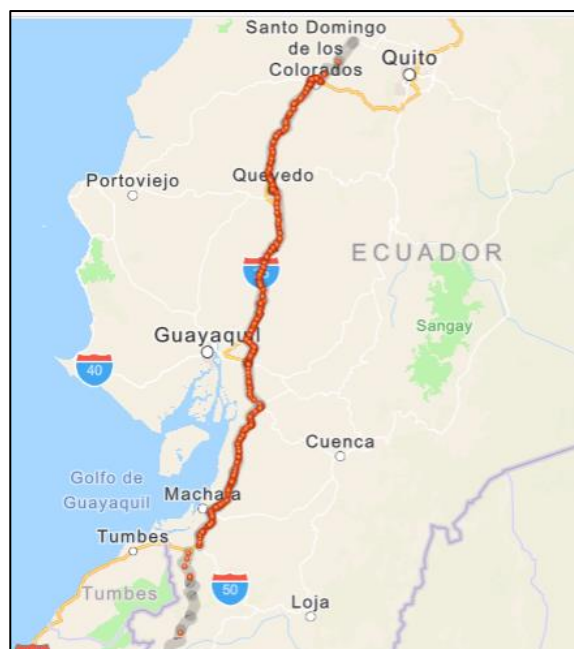 Santo Domingo
de los
Colorados
Quito
Portoviejo
Quevedo
ECUADOR
Guayaquil
Sangay
40
Cuenca
Golfo de
Guayaquil
Machala
Tumbes
Tumbes
50
Loja